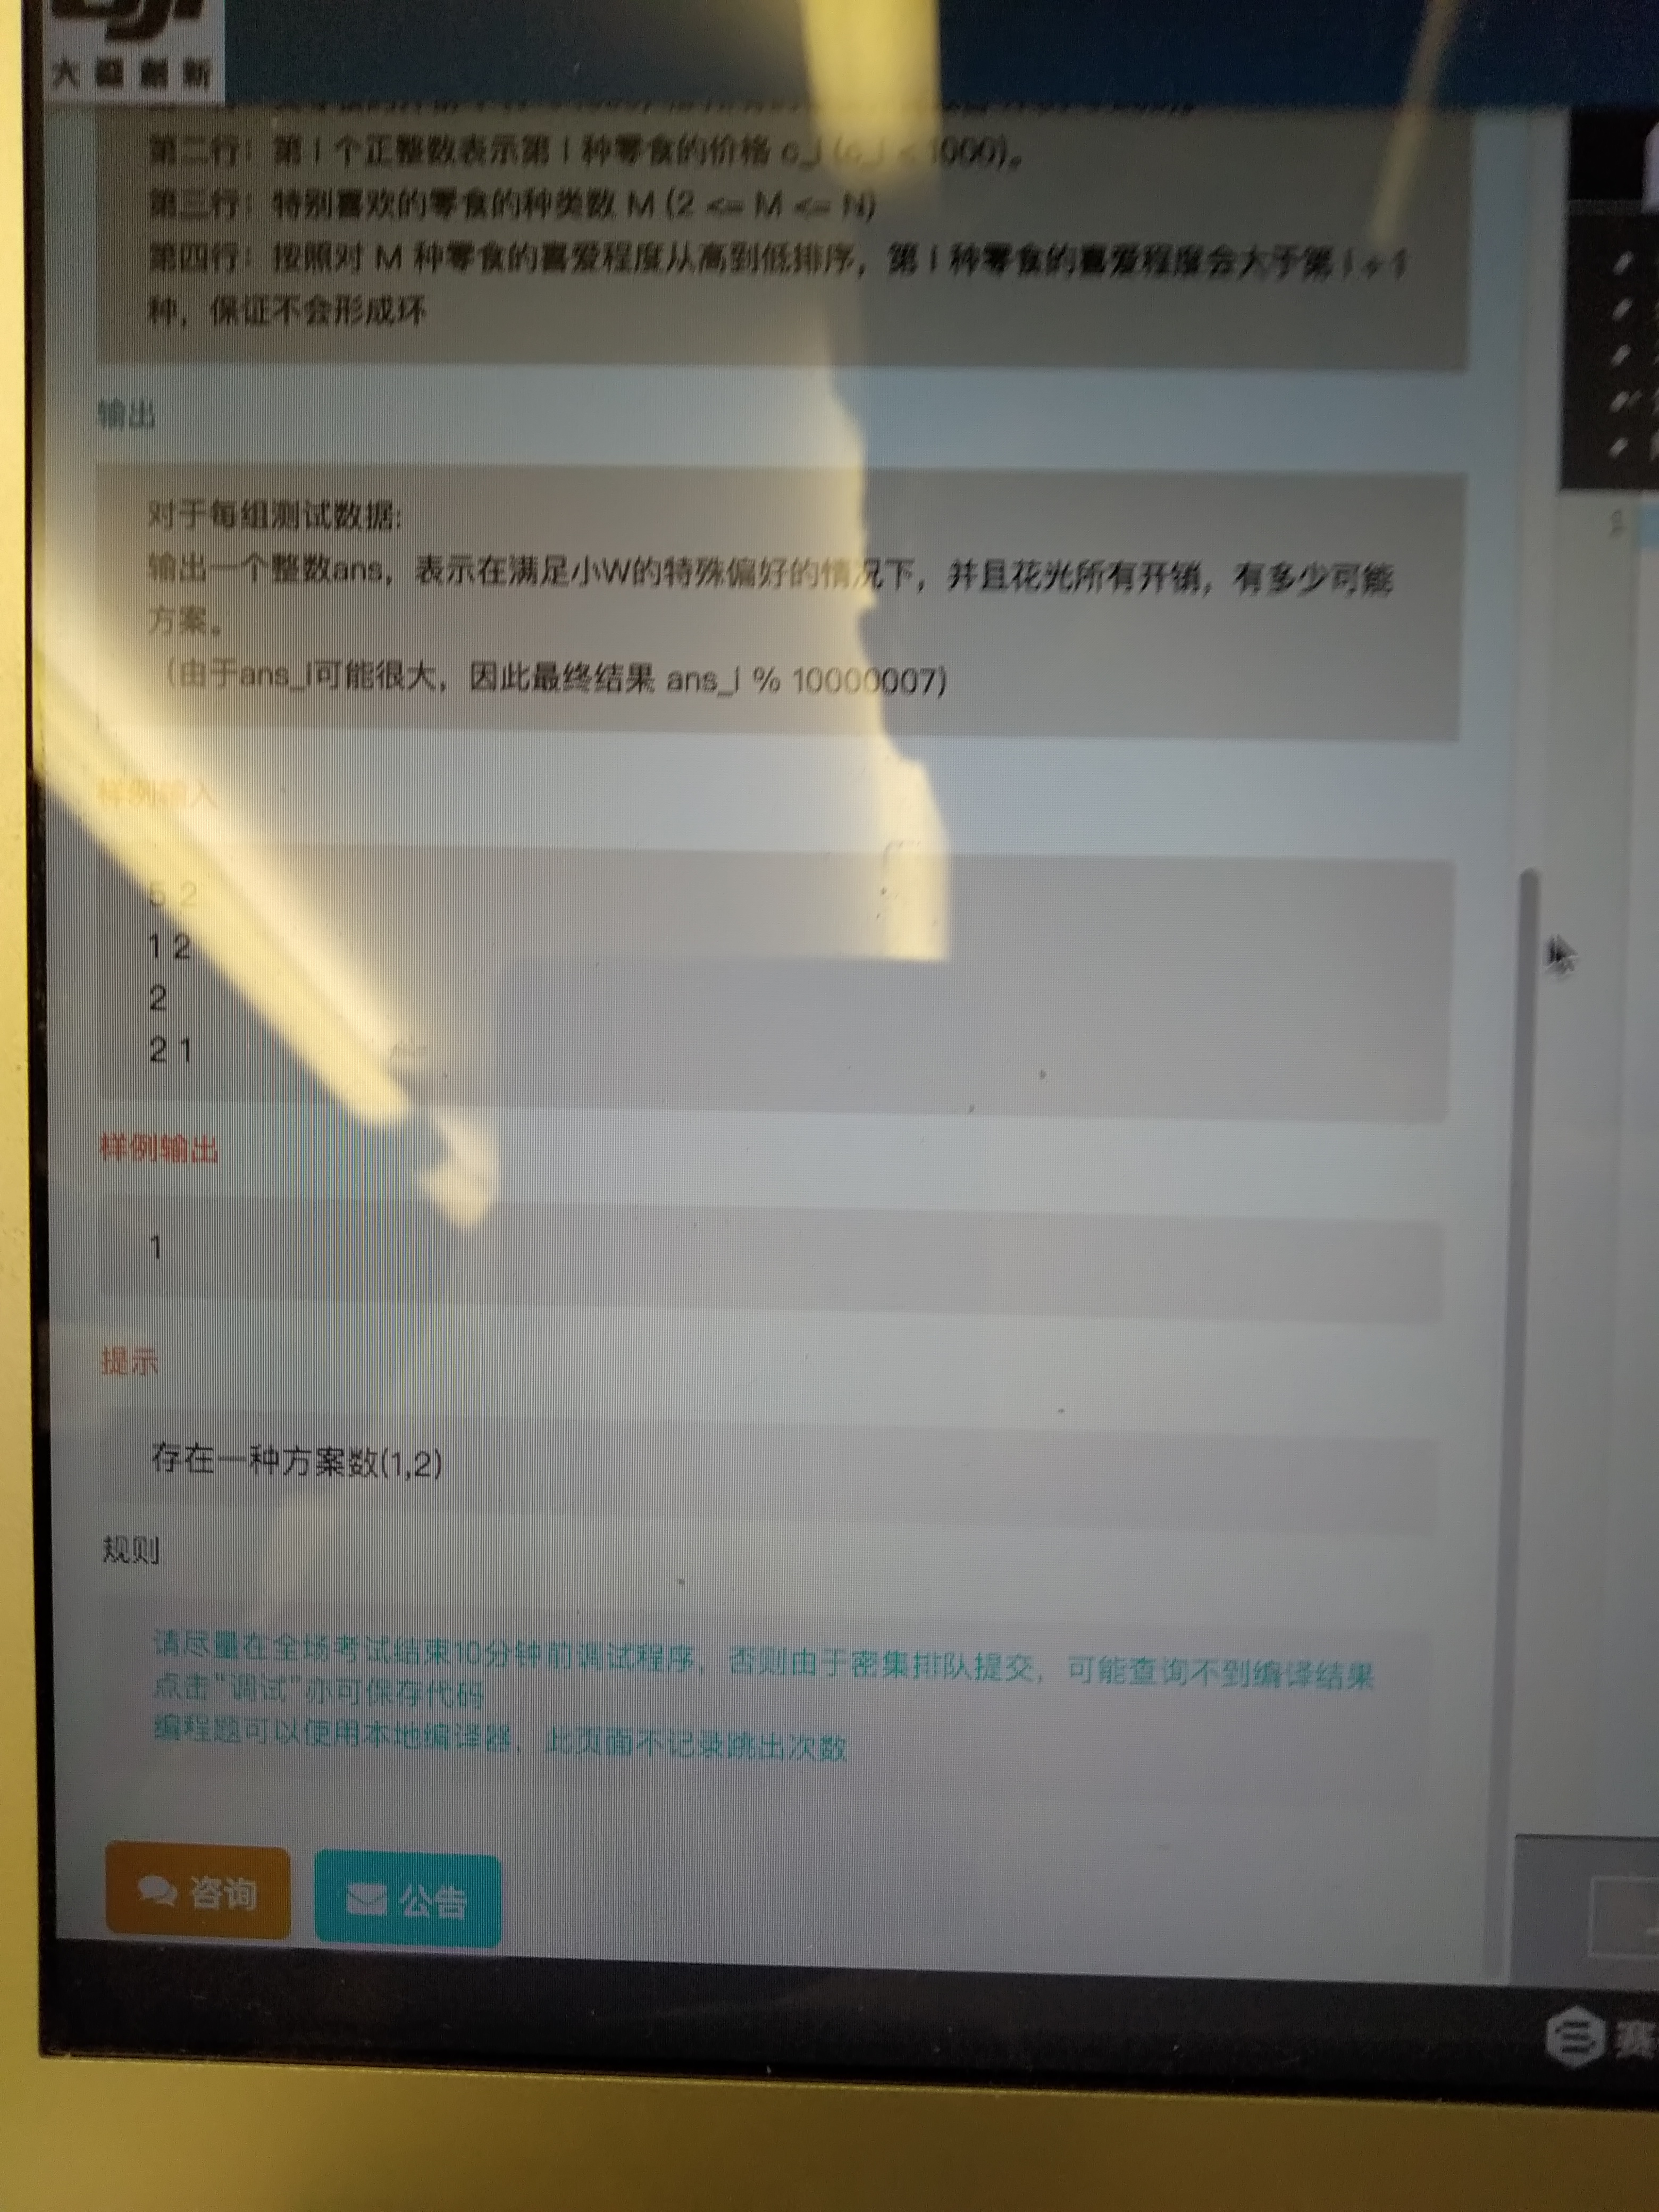 大疆創新
第二行：第 i 个正整数表示第 i 种零食的价格
第三行：特别喜欢的零食的种类数 M (2 <= M <= N)
第四行：按照对 M 种零食的喜爱程度从高到低排序，第 i 种零食的喜爱程度会大于第 i + 1
种，保证不会形成环
输出
对于每组测试数据:
输出一个整数ans，表示在满足小W的特殊偏好的情况下，并且花光所有开销，有多少可能
方案。
（由于ans_i可能很大，因此最终结果 ans_i % 10000007)
样例输入
5 2
1 2
2
2 1
样例输出
1
提示
存在一种方案数(1,2)
规则
请尽量在全场考试结束10分钟前调试程序，否则由于密集排队提交，可能查询不到编译结果
点击“调试”亦可保存代码
编程题可以使用本地编译器，此页面不记录跳出次数
咨询
公告
赛